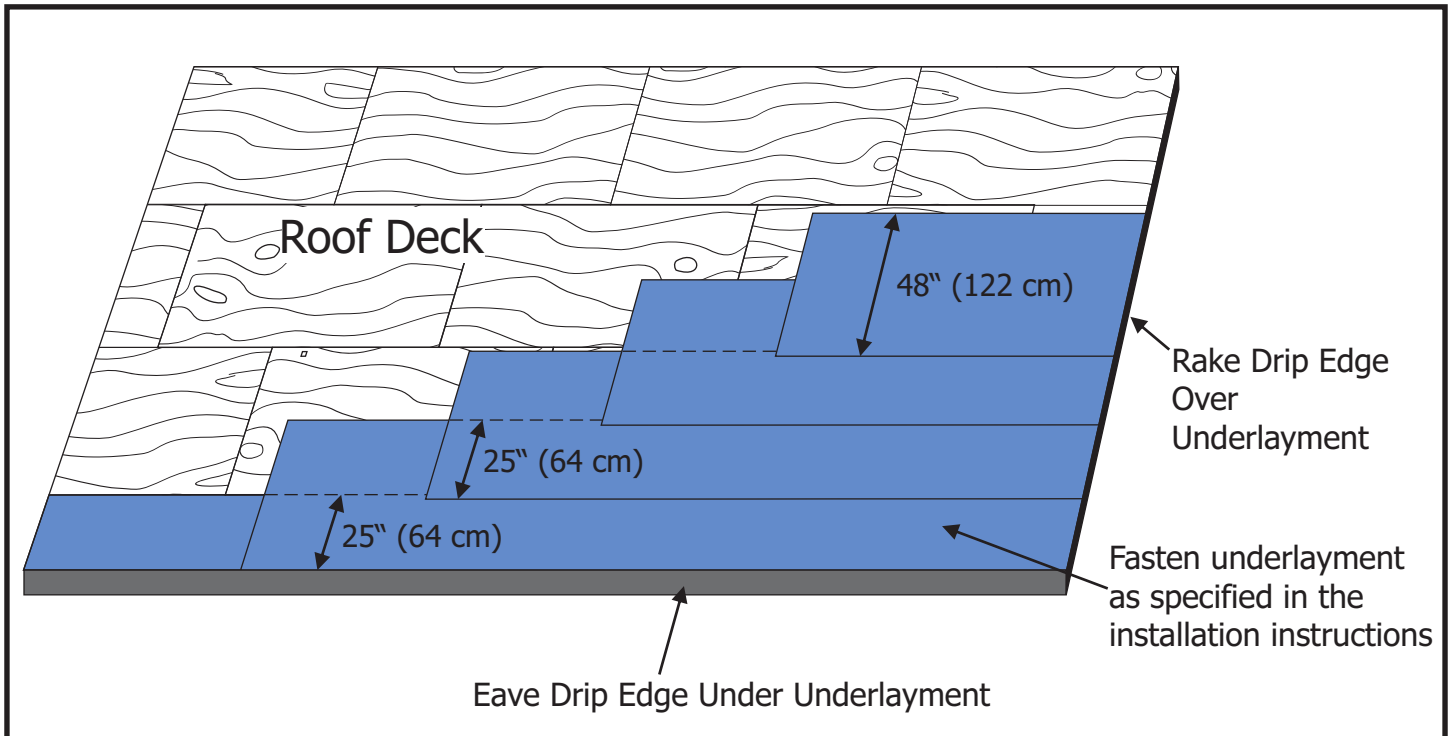 Roof Deck
48“ (122 cm)
Rake Drip Edge
Over
Underlayment
25“ (64 cm)
25“ (64 cm)
Fasten underlayment
as specified in the
installation instructions
Eave Drip Edge Under Underlayment